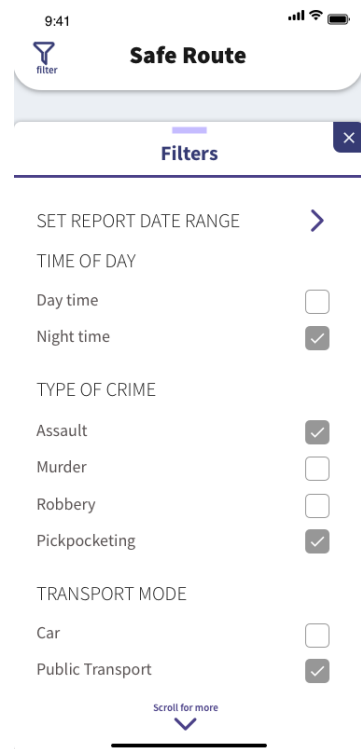 9:41
filter
Safe Route
Filters
SET REPORT DATE RANGE
TIME OF DAY
Day time
Night time
TYPE OF CRIME
Assault
Murder
Robbery
Pickpocketing
TRANSPORT MODE
Car
Public Transport
Scroll for more